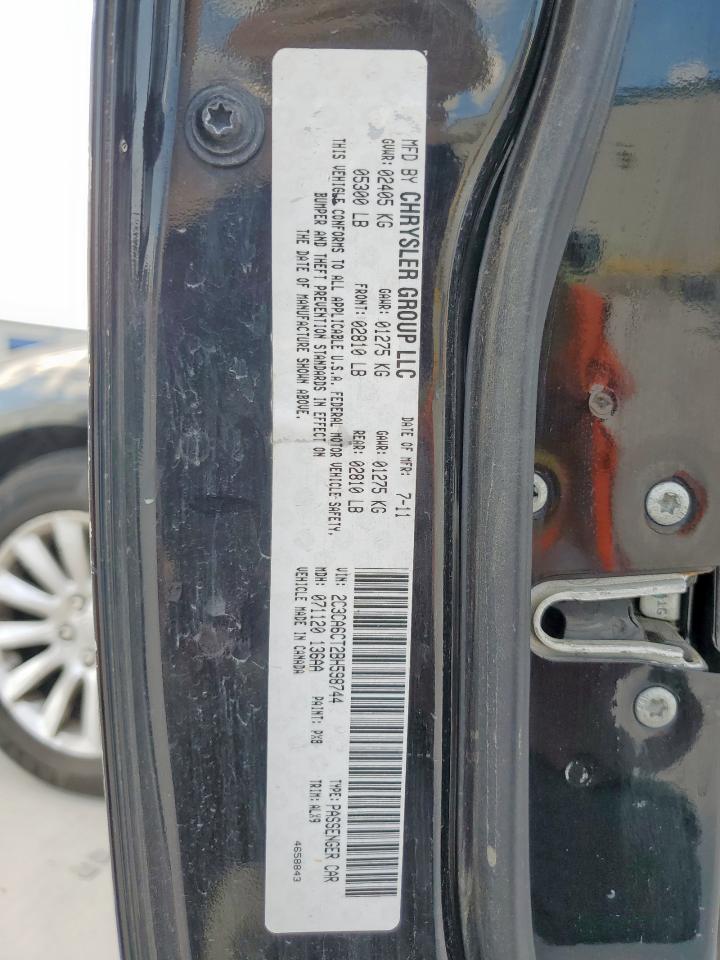 MFD BY CHRYSLER GROUP LLC DATE OF MFR: 7-11
GVWR: 02405 KG GAWR: 01275 KG GAWR: 01275 KG
05300 LB FRONT: 02810 LB REAR: 02810 LB
THIS VEHICLE CONFORMS TO ALL APPLICABLE U.S.A. FEDERAL MOTOR VEHICLE SAFETY,
BUMPER AND THEFT PREVENTION STANDARDS IN EFFECT ON
THE DATE OF MANUFACTURE SHOWN ABOVE.
VIN: 2C3CA6CT2BH598744 TYPE: PASSENGER CAR
MDH: 071120 136AA PAINT: PX8 TRIM: ALX9
VEHICLE MADE IN CANADA
4658843